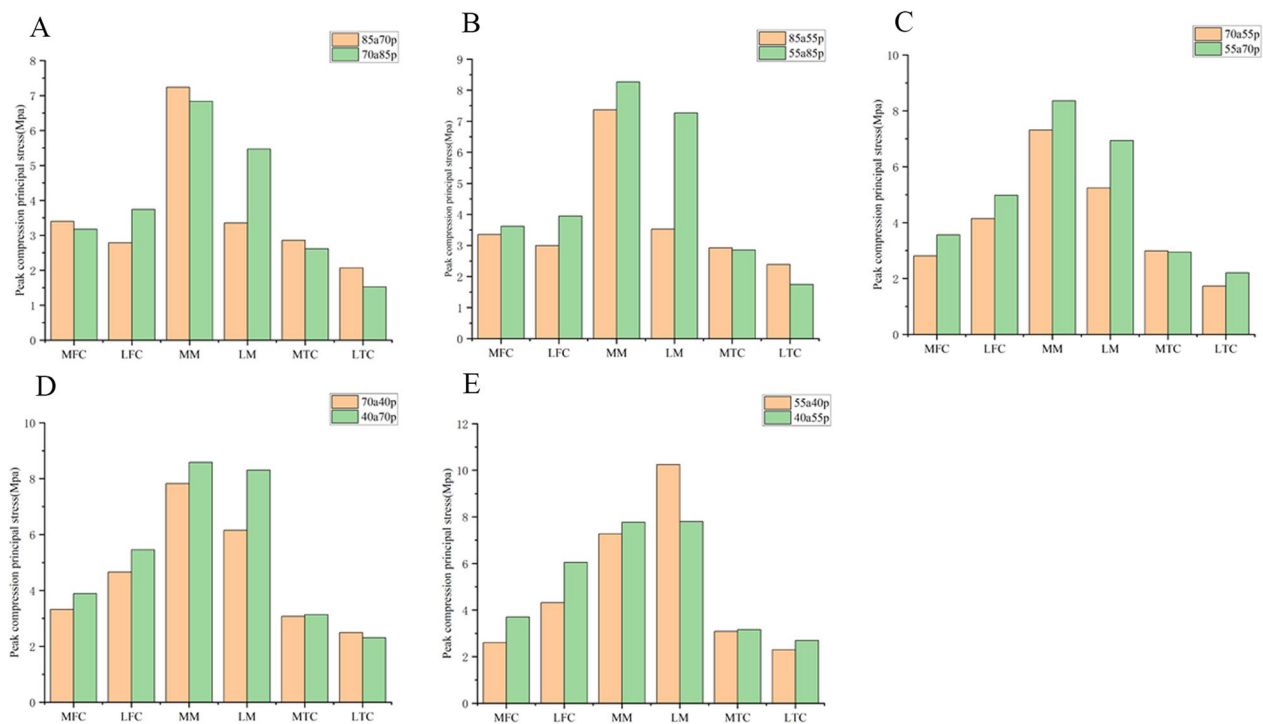 A
85a70p
70a85p
Peak compression principal stress(Mpa)
8
7
6
5
4
3
2
1
0
MFC LFC MM LM MTC LTC
B
85a55p
55a85p
Peak compression principal stress(Mpa)
9
8
7
6
5
4
3
2
1
0
MFC LFC MM LM MTC LTC
C
70a55p
55a70p
Peak compression principal stress(Mpa)
10
8
6
4
2
0
MFC LFC MM LM MTC LTC
D
70a40p
40a70p
Peak compression principal stress(Mpa)
10
8
6
4
2
0
MFC LFC MM LM MTC LTC
E
55a40p
40a55p
Peak compression principal stress(Mpa)
12
10
8
6
4
2
0
MFC LFC MM LM MTC LTC